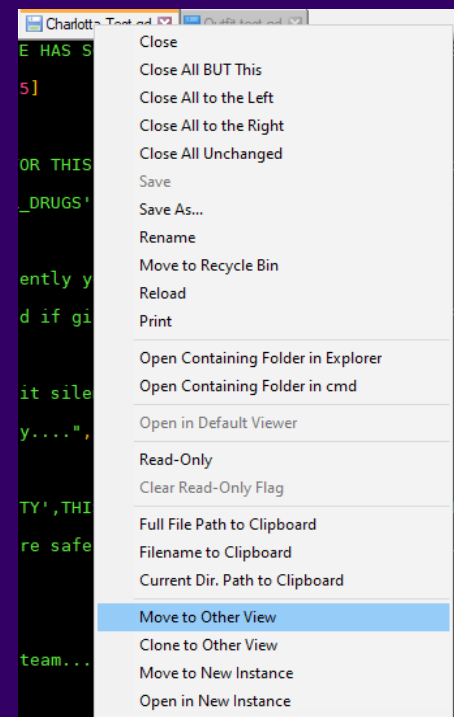 Charlotta Test.gd Outfit test.gd
Close
E HAS S
Close All BUT This
5]
Close All to the Left
Close All to the Right
Close All Unchanged
OR THIS
Save
_DRUGS'
Save As...
Rename
Move to Recycle Bin
ently y
Reload
d if gi
Print
Open Containing Folder in Explorer
it sile
Open Containing Folder in cmd
y....",
Open in Default Viewer
Read-Only
Clear Read-Only Flag
TY',THI
Full File Path to Clipboard
re safe
Filename to Clipboard
Current Dir. Path to Clipboard
Move to Other View
Clone to Other View
team...
Move to New Instance
Open in New Instance